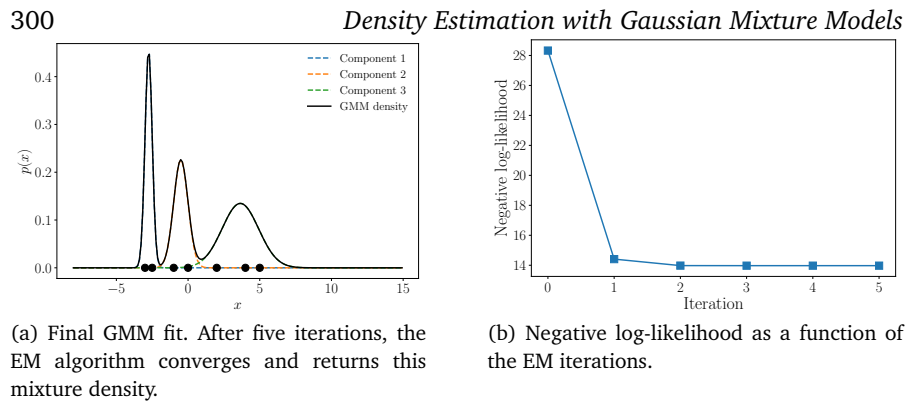 300
Density Estimation with Gaussian Mixture Models
Component 1
Component 2
Component 3
GMM density
p(x)
0.4
0.3
0.2
0.1
0.0
−5
0
5
10
15
x
(a) Final GMM fit. After five iterations, the
EM algorithm converges and returns this
mixture density.
Negative log-likelihood
28
26
24
22
20
18
16
14
0
1
2
3
4
5
Iteration
(b) Negative log-likelihood as a function of
the EM iterations.